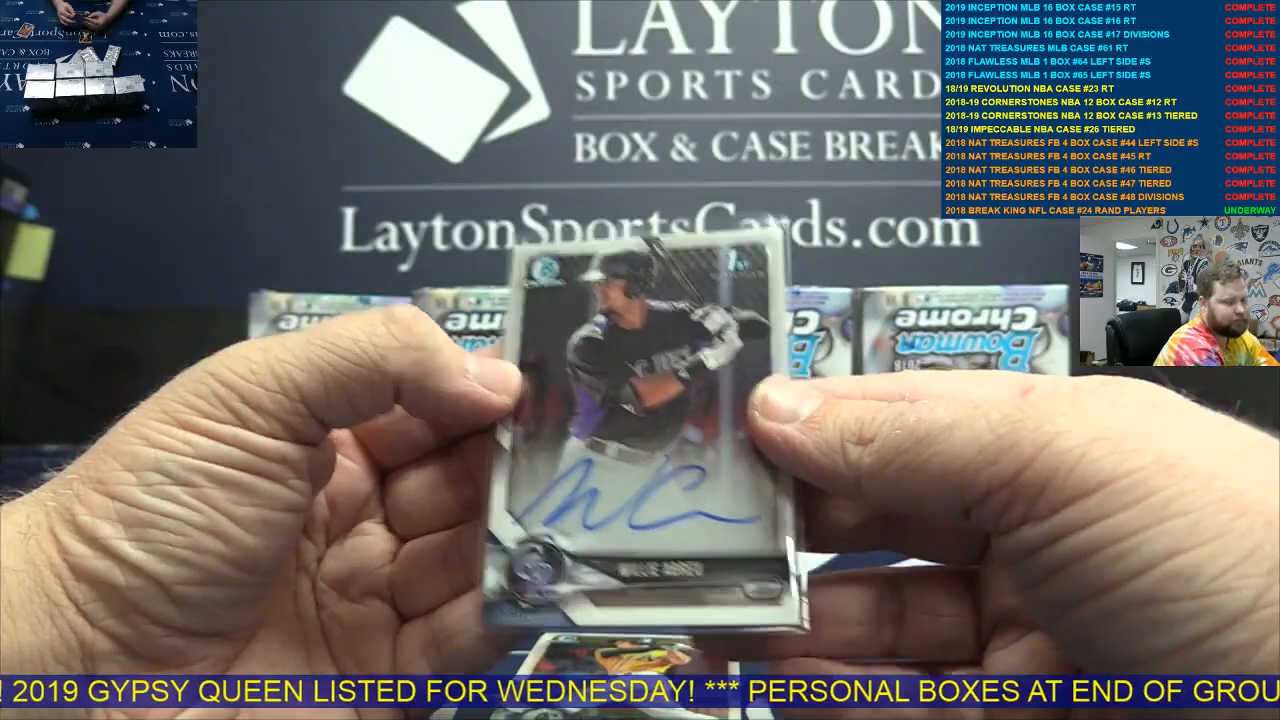 LAYTON
SPORTS CARD
BOX & CASE BREAK
LaytonSportsCards.com
2019 INCEPTION MLB 16 BOX CASE #15 RT COMPLETE
2019 INCEPTION MLB 16 BOX CASE #16 RT COMPLETE
2019 INCEPTION MLB 16 BOX CASE #17 DIVISIONS COMPLETE
2018 NAT TREASURES MLB CASE #61 RT COMPLETE
2018 FLAWLESS MLB 1 BOX #64 LEFT SIDE #S COMPLETE
2018 FLAWLESS MLB 1 BOX #65 LEFT SIDE #S COMPLETE
18/19 REVOLUTION NBA CASE #23 RT COMPLETE
2018-19 CORNERSTONES NBA 12 BOX CASE #12 RT COMPLETE
2018-19 CORNERSTONES NBA 12 BOX CASE #13 TIERED COMPLETE
18/19 IMPECCABLE NBA CASE #26 TIERED COMPLETE
2018 NAT TREASURES FB 4 BOX CASE #44 LEFT SIDE #S COMPLETE
2018 NAT TREASURES FB 4 BOX CASE #45 RT COMPLETE
2018 NAT TREASURES FB 4 BOX CASE #46 TIERED COMPLETE
2018 NAT TREASURES FB 4 BOX CASE #47 TIERED COMPLETE
2018 NAT TREASURES FB 4 BOX CASE #48 DIVISIONS COMPLETE
2018 BREAK KING NFL CASE #24 RAND PLAYERS UNDERWAY
1st
Bowman
Chrome
2018
WILLIE ABREU
! 2019 GYPSY QUEEN LISTED FOR WEDNESDAY! *** PERSONAL BOXES AT END OF GROU